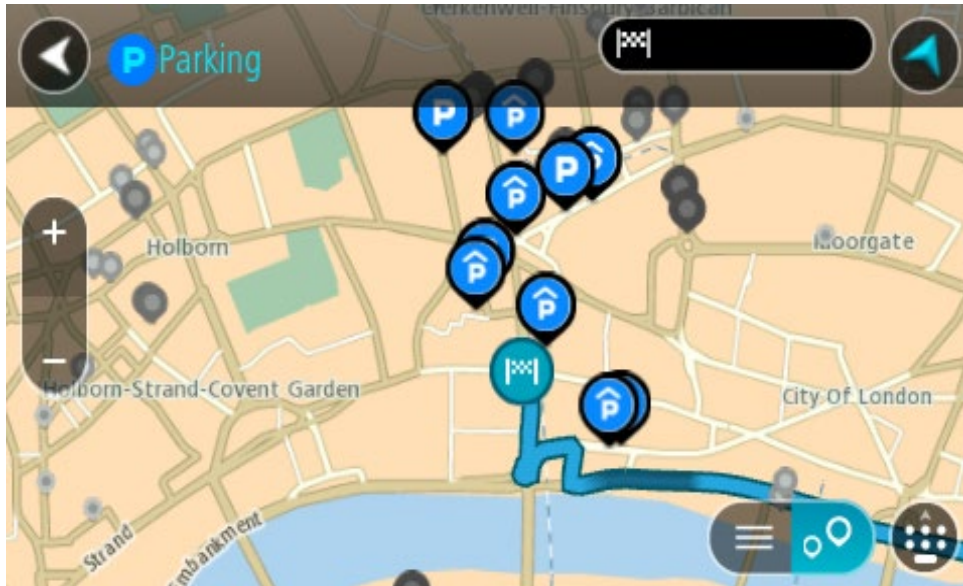 Clerkenwell-Finsbury-Barbican
P Parking
P P
P P
P
Holborn
Moorgate
P
P
Holborn-Strand-Covent Garden
City Of London
P
Strand
Embankment